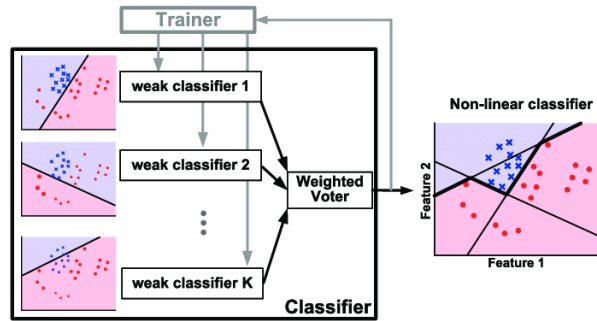 Trainer
weak classifier 1
weak classifier 2
weak classifier K
Weighted
Voter
Classifier
Non-linear classifier
Feature 2
Feature 1